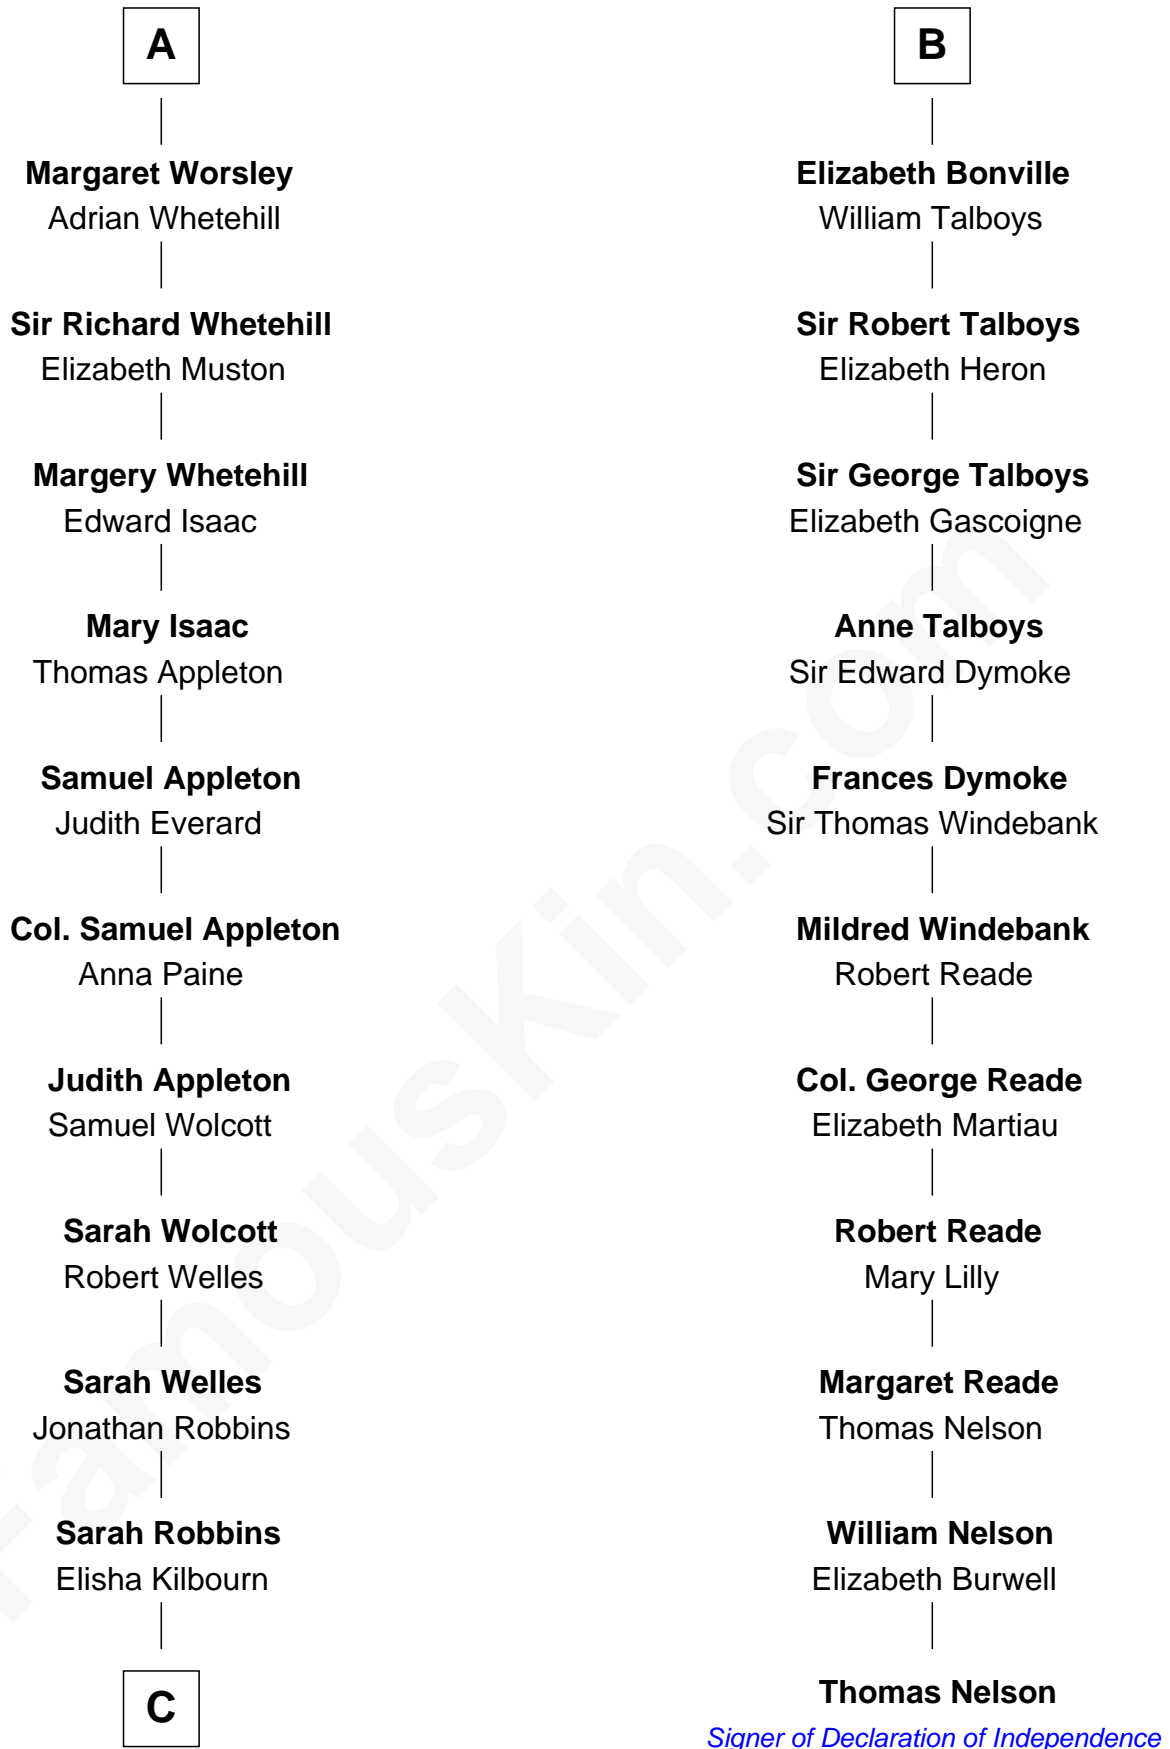 A
Margaret Worsley
Adrian Whetehill
Sir Richard Whetehill
Elizabeth Muston
Margery Whetehill
Edward Isaac
Mary Isaac
Thomas Appleton
Samuel Appleton
Judith Everard
Col. Samuel Appleton
Anna Paine
Judith Appleton
Samuel Wolcott
Sarah Wolcott
Robert Welles
Sarah Welles
Jonathan Robbins
Sarah Robbins
Elisha Kilbourn
C
B
Elizabeth Bonville
William Talboys
Sir Robert Talboys
Elizabeth Heron
Sir George Talboys
Elizabeth Gascoigne
Anne Talboys
Sir Edward Dymoke
Frances Dymoke
Sir Thomas Windebank
Mildred Windebank
Robert Reade
Col. George Reade
Elizabeth Martiau
Robert Reade
Mary Lilly
Margaret Reade
Thomas Nelson
William Nelson
Elizabeth Burwell
Thomas Nelson
Signer of Declaration of Independence
FamousKin.com